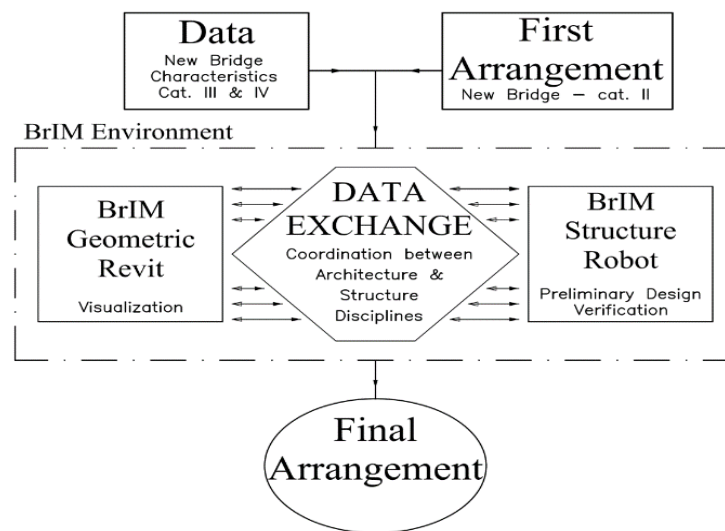 Data
New Bridge
Characteristics
Cat. III & IV
First
Arrangement
New Bridge – cat. II
BrIM Environment
BrIM
Geometric
Revit
Visualization
DATA
EXCHANGE
Coordination between
Architecture &
Structure
Disciplines
BrIM
Structure
Robot
Preliminary Design
Verification
Final
Arrangement